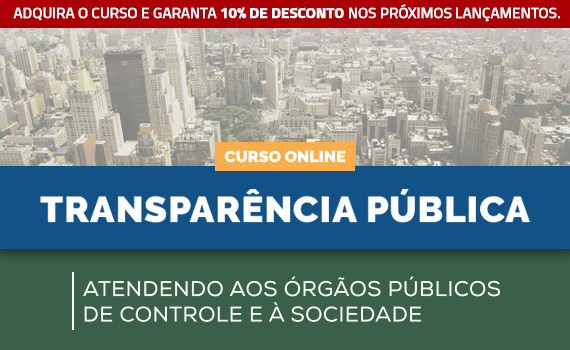 ADQUIRA O CURSO E GARANTA 10% DE DESCONTO NOS PRÓXIMOS LANÇAMENTOS.
CURSO ONLINE
TRANSPARÊNCIA PÚBLICA
ATENDENDO AOS ÓRGÃOS PÚBLICOS
DE CONTROLE E À SOCIEDADE